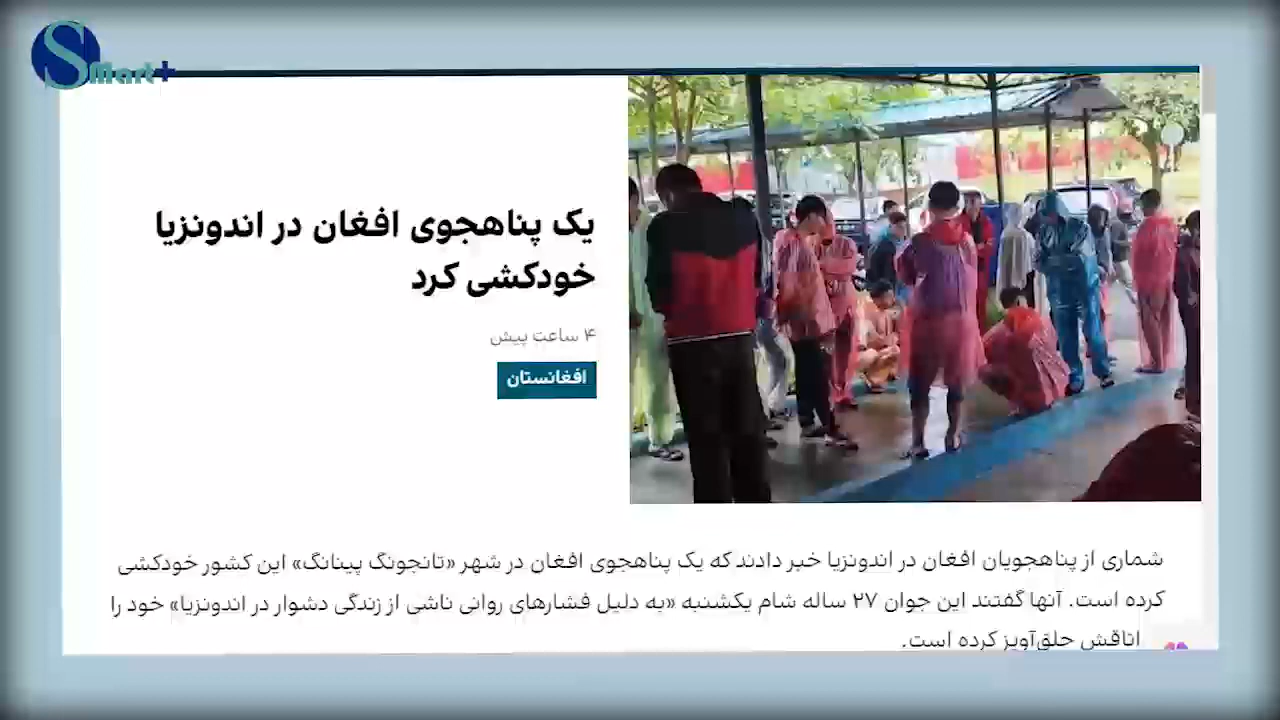 Smart+
یک پناهجوی افغان در اندونزیا
خودکشی کرد
۴ ساعت پیش
افغانستان
شماری از پناهجویان افغان در اندونزیا خبر دادند که یک پناهجوی افغان در شهر «تانجونگ پینانگ» این کشور خودکشی
کرده است. آنها گفتند این جوان ۲۷ ساله شام یکشنبه «به دلیل فشارهای روانی ناشی از زندگی دشوار در اندونزیا» خود را
اتاقش حلق‌آویز کرده است.